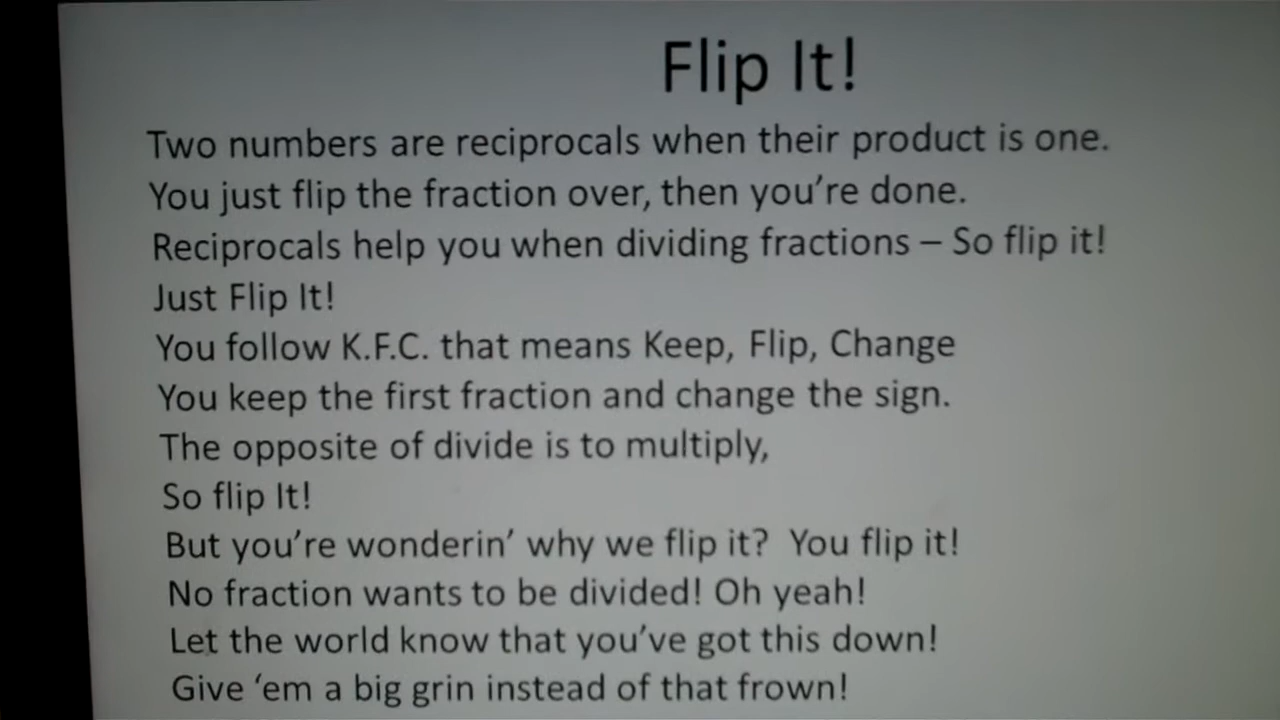 Flip It!
Two numbers are reciprocals when their product is one.
You just flip the fraction over, then you’re done.
Reciprocals help you when dividing fractions – So flip it!
Just Flip It!
You follow K.F.C. that means Keep, Flip, Change
You keep the first fraction and change the sign.
The opposite of divide is to multiply,
So flip It!
But you’re wonderin’ why we flip it?  You flip it!
No fraction wants to be divided! Oh yeah!
Let the world know that you’ve got this down!
Give ‘em a big grin instead of that frown!